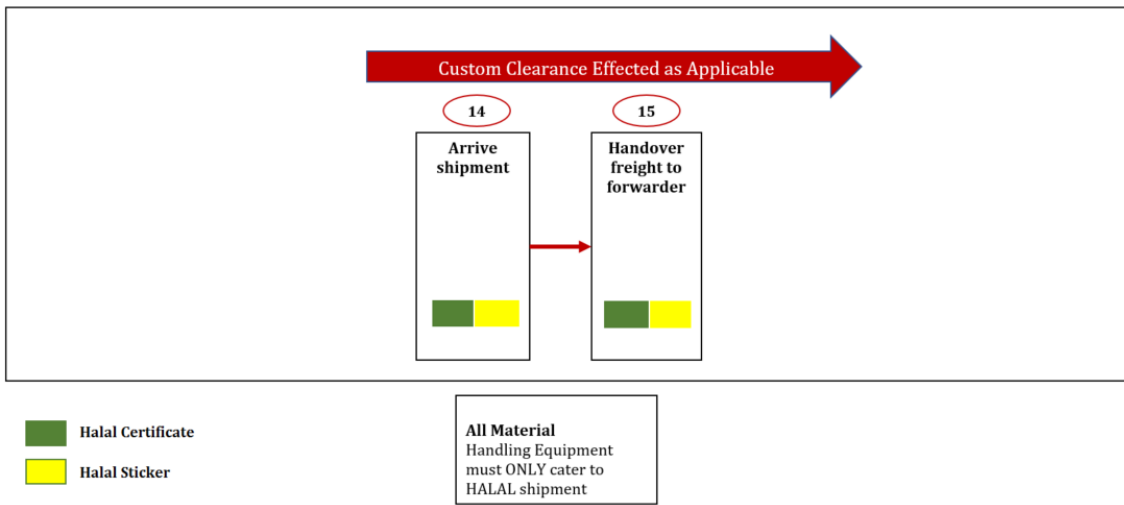 Custom Clearance Effected as Applicable
14
15
Arrive
shipment
Handover
freight to
forwarder
Halal Certificate
Halal Sticker
All Material
Handling Equipment
must ONLY cater to
HALAL shipment